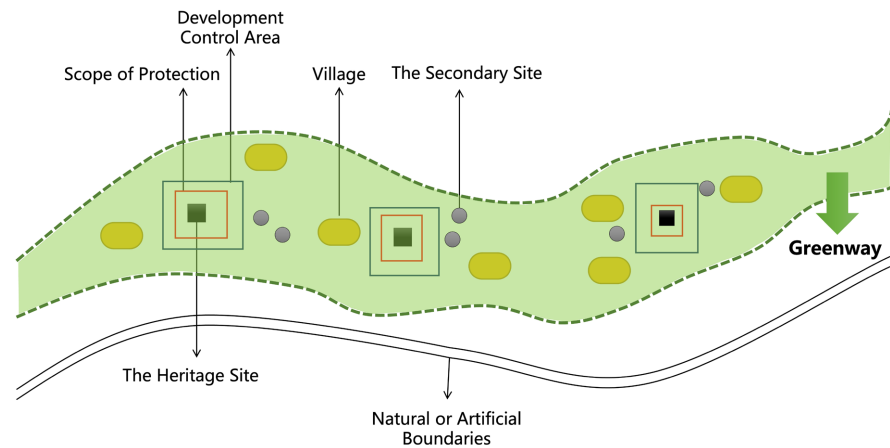 Development
Control Area
Scope of Protection
Village
The Secondary Site
Greenway
The Heritage Site
Natural or Artificial
Boundaries